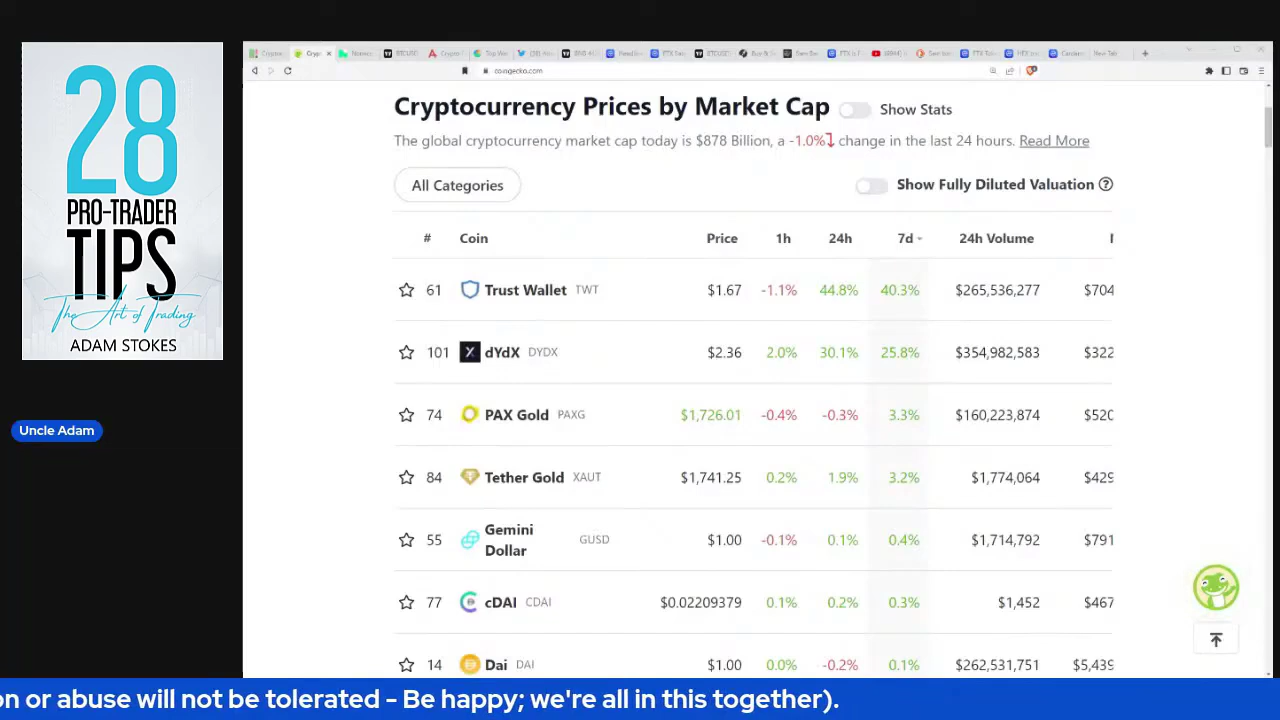 28
PRO-TRADER
TIPS
The Art of Trading
ADAM STOKES
Uncle Adam
coingecko.com
Cryptocurrency Prices by Market Cap
Show Stats
The global cryptocurrency market cap today is $878 Billion, a -1.0% change in the last 24 hours. Read More
All Categories
Show Fully Diluted Valuation
# Coin Price 1h 24h 7d 24h Volume
61 Trust Wallet TWT $1.67 -1.1% 44.8% 40.3% $265,536,277 $704
101 dYdX DYDX $2.36 2.0% 30.1% 25.8% $354,982,583 $322
74 PAX Gold PAXG $1,726.01 -0.4% -0.3% 3.3% $160,223,874 $520
84 Tether Gold XAUT $1,741.25 0.2% 1.9% 3.2% $1,774,064 $429
55 Gemini Dollar GUSD $1.00 -0.1% 0.1% 0.4% $1,714,792 $791
77 cDAI CDAI $0.02209379 0.1% 0.2% 0.3% $1,452 $467
14 Dai DAI $1.00 0.0% -0.2% 0.1% $262,531,751 $5,439
on or abuse will not be tolerated - Be happy; we're all in this together).